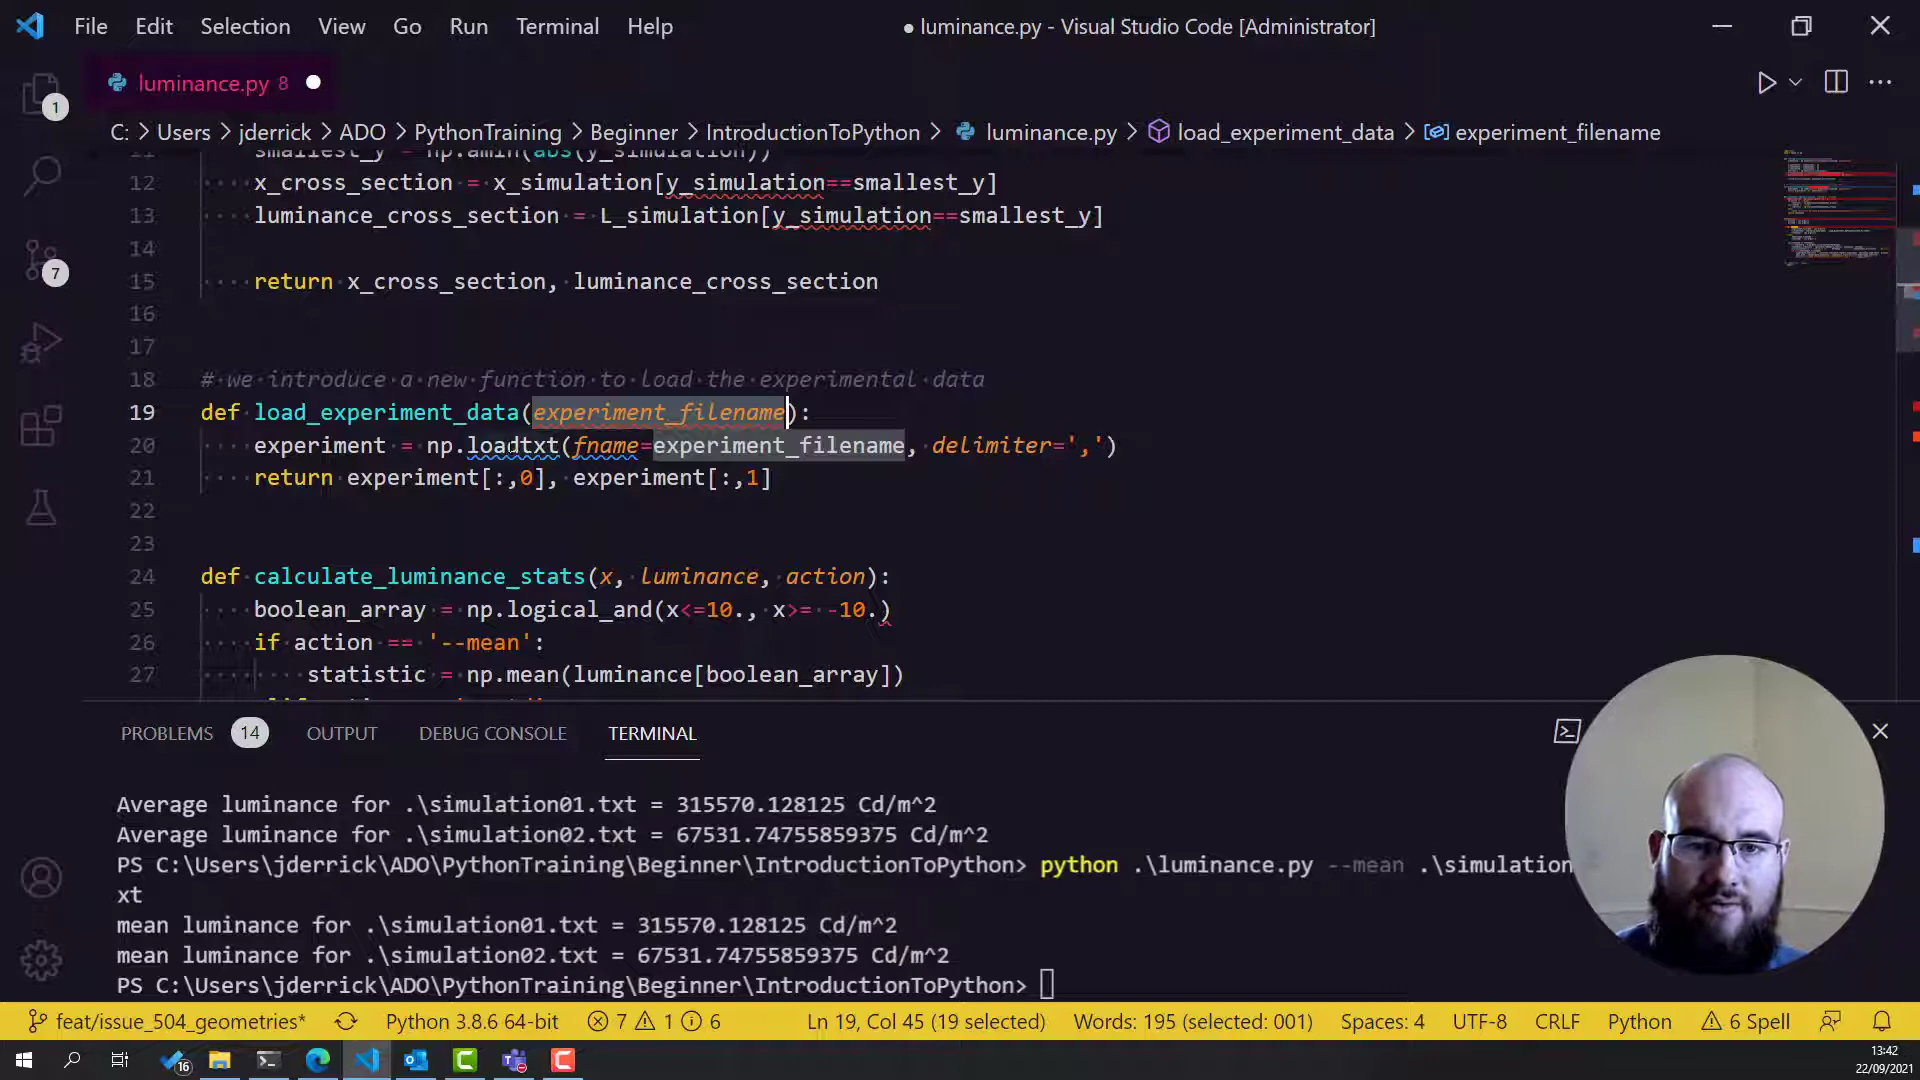 File Edit Selection View Go Run Terminal Help
● luminance.py - Visual Studio Code [Administrator]
luminance.py 8
1
C: > Users > jderrick > ADO > PythonTraining > Beginner > IntroductionToPython > luminance.py > load_experiment_data > experiment_filename
11 smallest_y = np.amin(abs(y_simulation))
12 x_cross_section = x_simulation[y_simulation==smallest_y]
13 luminance_cross_section = L_simulation[y_simulation==smallest_y]
14
7
15 return x_cross_section, luminance_cross_section
16
17
18 # we introduce a new function to load the experimental data
19 def load_experiment_data(experiment_filename):
20 experiment = np.loadtxt(fname=experiment_filename, delimiter=',')
21 return experiment[:,0], experiment[:,1]
22
23
24 def calculate_luminance_stats(x, luminance, action):
25 boolean_array = np.logical_and(x<=10., x>= -10.)
26 if action == '--mean':
27 statistic = np.mean(luminance[boolean_array])
PROBLEMS 14 OUTPUT DEBUG CONSOLE TERMINAL
Average luminance for .\simulation01.txt = 315570.128125 Cd/m^2
Average luminance for .\simulation02.txt = 67531.74755859375 Cd/m^2
PS C:\Users\jderrick\ADO\PythonTraining\Beginner\IntroductionToPython> python .\luminance.py --mean .\simulation
xt
mean luminance for .\simulation01.txt = 315570.128125 Cd/m^2
mean luminance for .\simulation02.txt = 67531.74755859375 Cd/m^2
PS C:\Users\jderrick\ADO\PythonTraining\Beginner\IntroductionToPython>
feat/issue_504_geometries* Python 3.8.6 64-bit 7 1 6 Ln 19, Col 45 (19 selected) Words: 195 (selected: 001) Spaces: 4 UTF-8 CRLF Python 6 Spell
16
13:42
22/09/2021